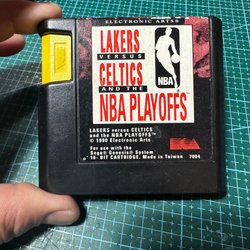 ELECTRONIC ARTS®
LAKERS
VERSUS
CELTICS
AND THE
NBA PLAYOFFS™
NBA
LAKERS versus CELTICS
and the NBA PLAYOFFS™
© 1990 Electronic Arts
For use with the
Sega® Genesis® System
16- BIT CARTRIDGE, Made in Taiwan 7004